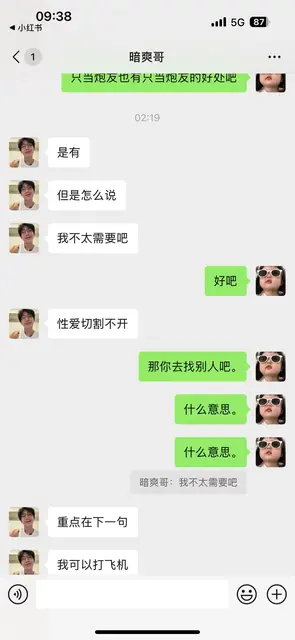 09:38
5G 87
小红书
1
暗爽哥
只当炮友也有只当炮友的好处吧
02:19
是有
但是怎么说
我不太需要吧
好吧
性爱切割不开
那你去找别人吧。
什么意思。
什么意思。
暗爽哥：我不太需要吧
重点在下一句
我可以打飞机